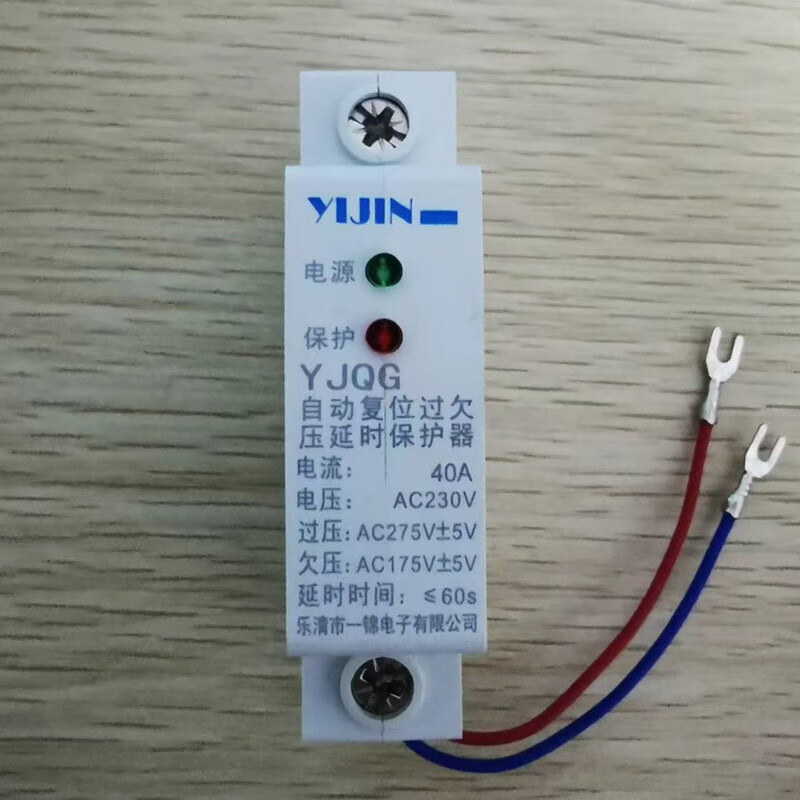 YIJIN
电源
保护
YJQG
自动复位过欠
压延时保护器
电流: 40A
电压: AC230V
过压: AC275V±5V
欠压: AC175V±5V
延时时间: ≤60s
乐清市一锦电子有限公司